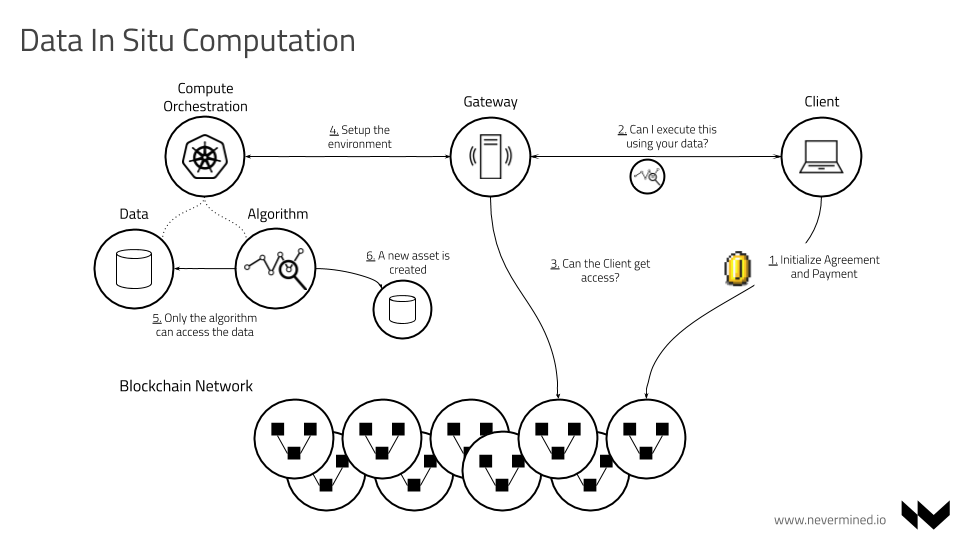 Data In Situ Computation
Compute
Orchestration
Gateway
Client
4. Setup the
environment
2. Can I execute this
using your data?
Data
Algorithm
6. A new asset is
created
3. Can the Client get
access?
1. Initialize Agreement
and Payment
5. Only the algorithm
can access the data
Blockchain Network
www.nevermined.io